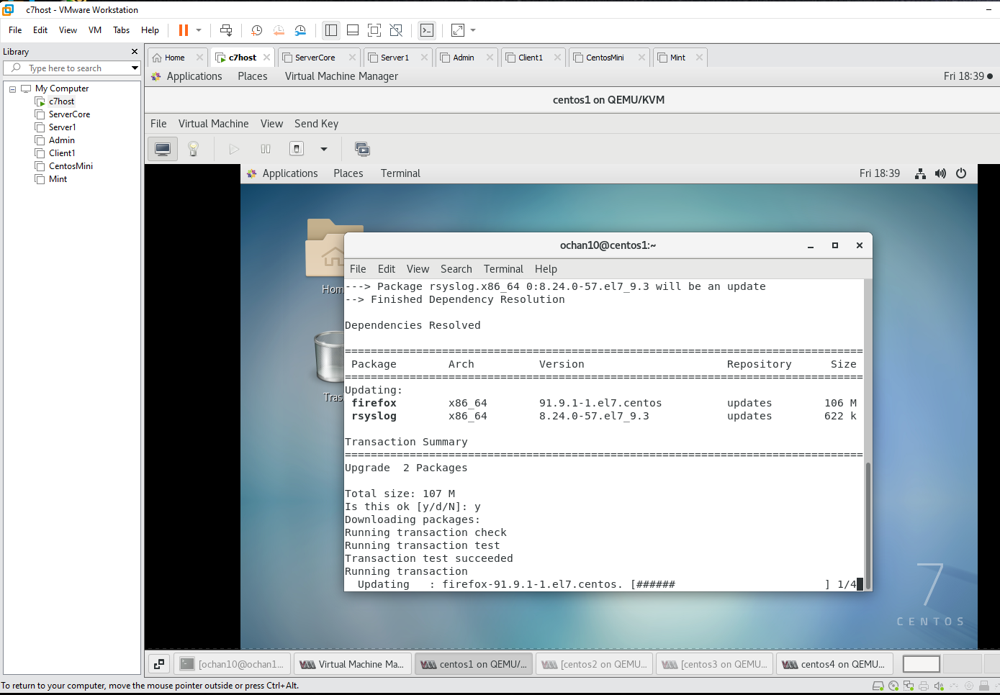 c7host - VMware Workstation
File Edit View VM Tabs Help
Library
Type here to search
My Computer
c7host
ServerCore
Server1
Admin
Client1
CentosMini
Mint
Home c7host ServerCore Server1 Admin Client1 CentosMini Mint
Applications Places Virtual Machine Manager Fri 18:39
centos1 on QEMU/KVM
File Virtual Machine View Send Key
Applications Places Terminal Fri 18:39
Hom
Tras
ochan10@centos1:~
File Edit View Search Terminal Help
---> Package rsyslog.x86_64 0:8.24.0-57.el7_9.3 will be an update
--> Finished Dependency Resolution
Dependencies Resolved
================================================================================
Package Arch Version Repository Size
================================================================================
Updating:
firefox x86_64 91.9.1-1.el7.centos updates 106 M
rsyslog x86_64 8.24.0-57.el7_9.3 updates 622 k
Transaction Summary
================================================================================
Upgrade  2 Packages
Total size: 107 M
Is this ok [y/d/N]: y
Downloading packages:
Running transaction check
Running transaction test
Transaction test succeeded
Running transaction
Updating   : firefox-91.9.1-1.el7.centos. [######                       ] 1/4
7
CENTOS
[ochan10@ochan1... Virtual Machine Ma... centos1 on QEMU/... [centos2 on QEMU... [centos3 on QEMU... centos4 on QEMU...
To return to your computer, move the mouse pointer outside or press Ctrl+Alt.